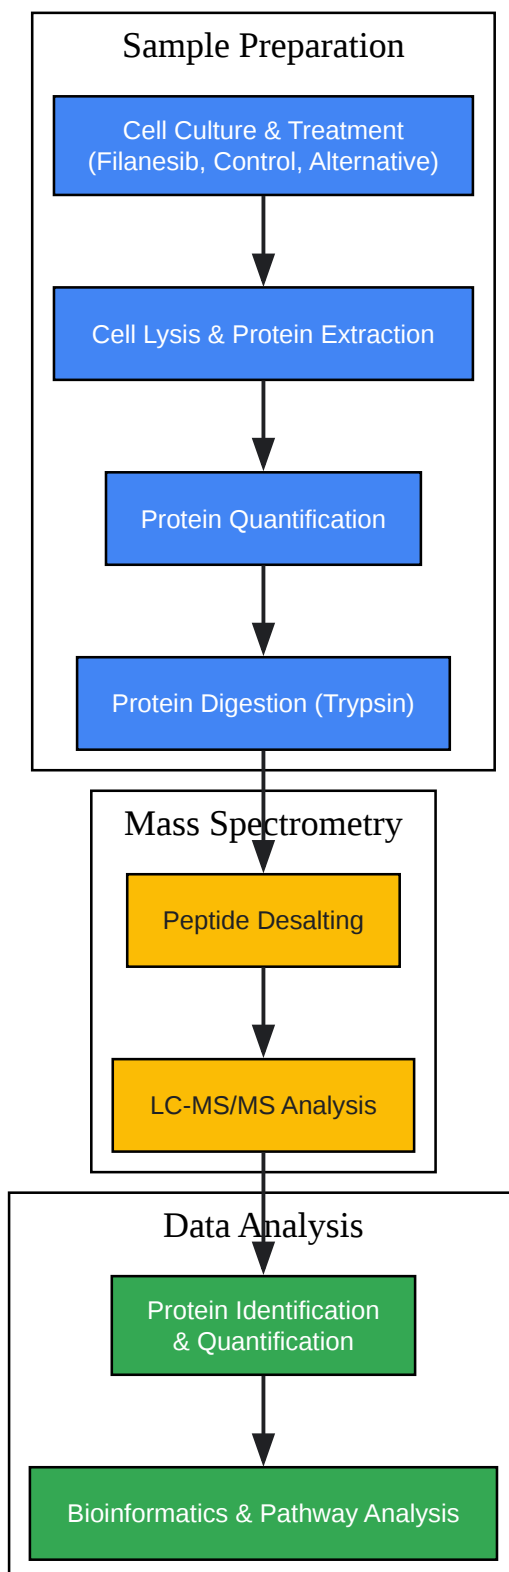 Sample Preparation
Cell Culture & Treatment
(Filanesib, Control, Alternative)
Cell Lysis & Protein Extraction
Protein Quantification
Protein Digestion (Trypsin)
Mass Spectrometry
Peptide Desalting
LC-MS/MS Analysis
Data Analysis
Protein Identification
& Quantification
Bioinformatics & Pathway Analysis